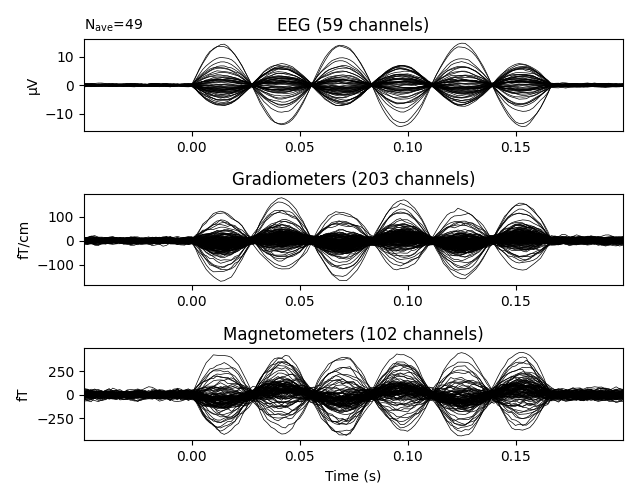 N_ave=49
EEG (59 channels)
10
0
−10
µV
0.00 0.05 0.10 0.15
Gradiometers (203 channels)
100
0
−100
fT/cm
0.00 0.05 0.10 0.15
Magnetometers (102 channels)
250
0
−250
fT
0.00 0.05 0.10 0.15
Time (s)